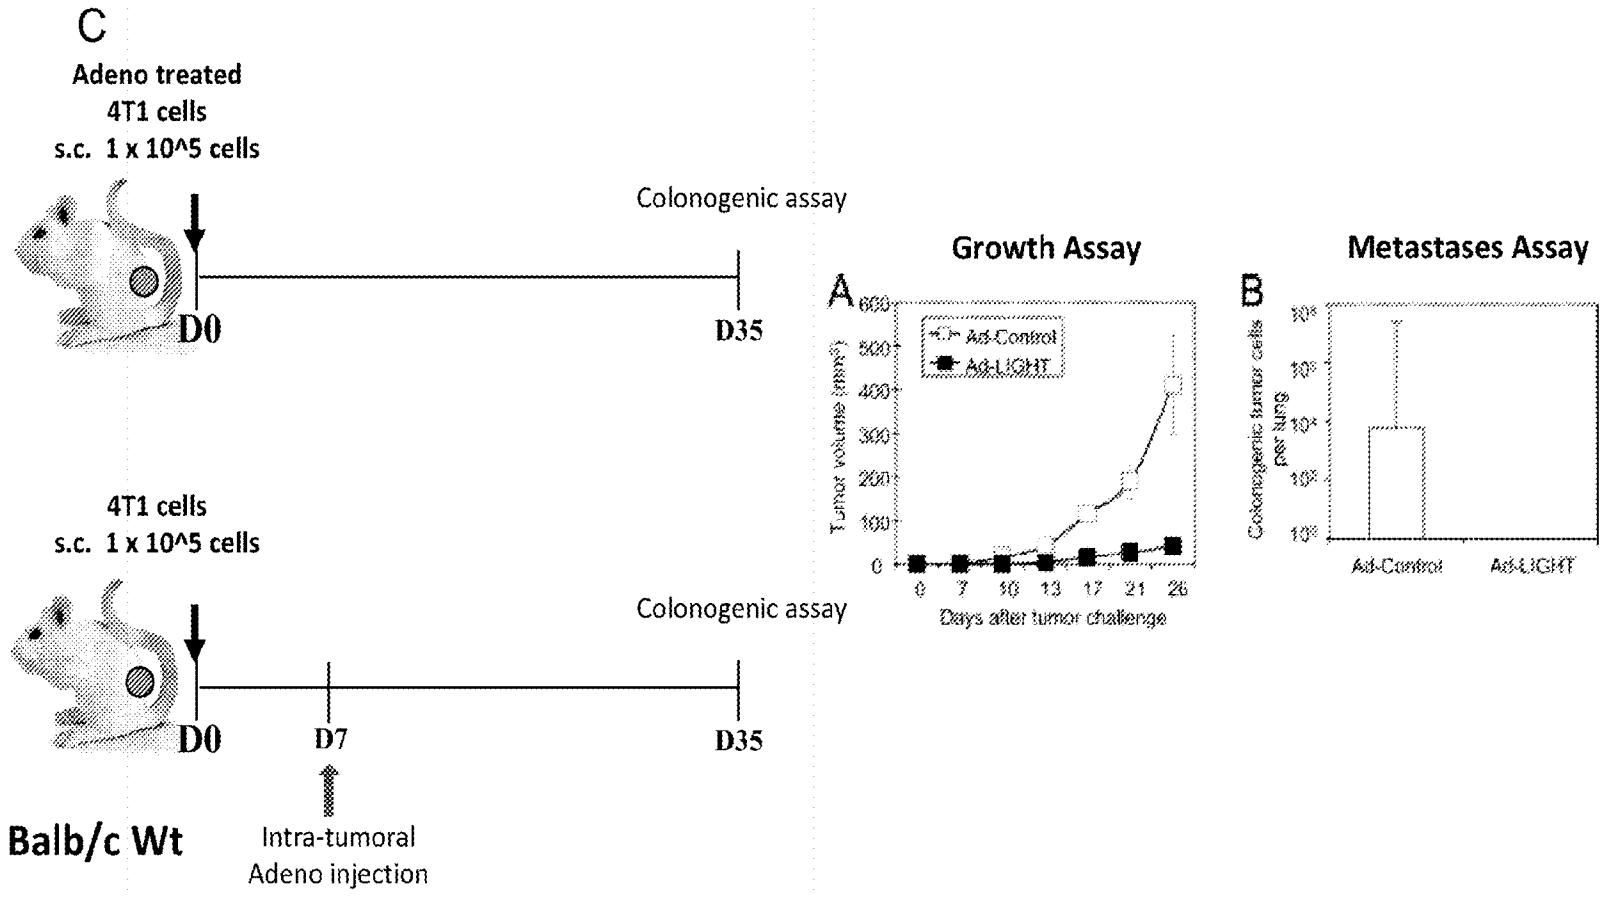 C
Adeno treated
4T1 cells
s.c. 1 x 10^5 cells
Colonogenic assay
D0
D35
4T1 cells
s.c. 1 x 10^5 cells
Colonogenic assay
D0
D7
D35
Intra-tumoral
Adeno injection
Balb/c Wt
Growth Assay
A
Tumor volume (mm³)
600
500
400
300
200
100
0
Ad-Control
Ad-LIGHT
0 7 10 13 17 21 26
Days after tumor challenge
Metastases Assay
B
Colonogenic tumor cells
per lung
10⁴
Ad-Control Ad-LIGHT